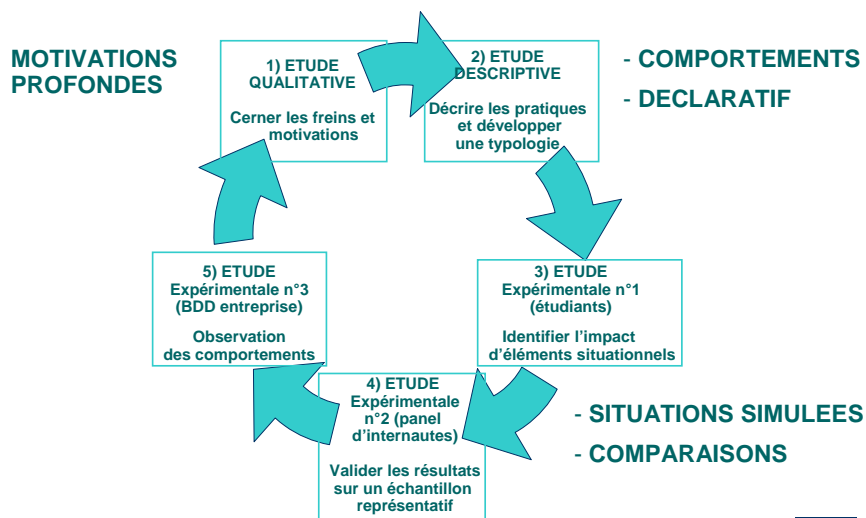 MOTIVATIONS
PROFONDES
1) ETUDE
QUALITATIVE
Cerner les freins et
motivations
2) ETUDE
DESCRIPTIVE
Décrire les pratiques
et développer
une typologie
- COMPORTEMENTS
- DECLARATIF
3) ETUDE
Expérimentale n°1
(étudiants)
Identifier l'impact
d'éléments situationnels
- SITUATIONS SIMULEES
- COMPARAISONS
4) ETUDE
Expérimentale
n°2 (panel
d'internautes)
Valider les résultats
sur un échantillon
représentatif
5) ETUDE
Expérimentale n°3
(BDD entreprise)
Observation
des comportements